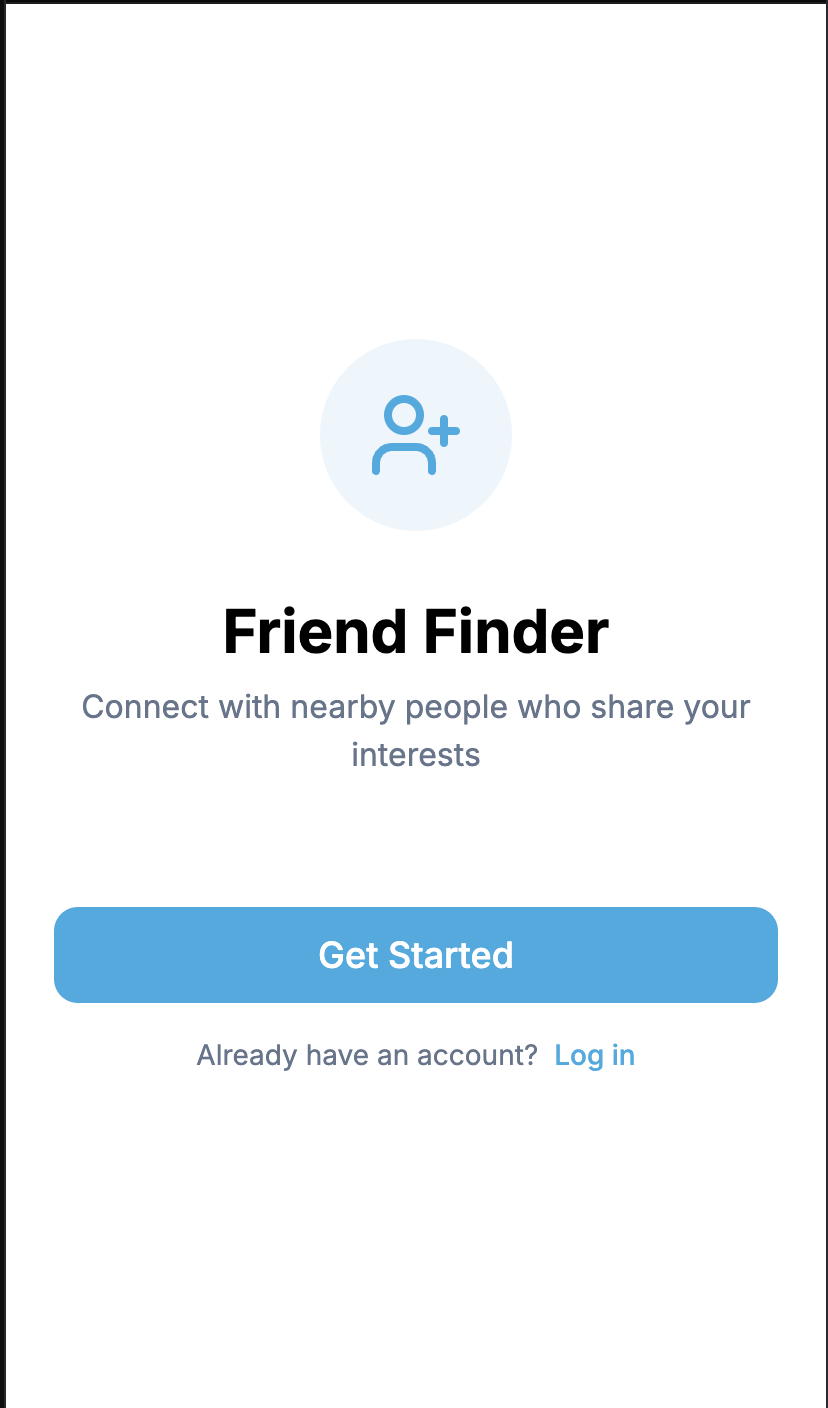 Friend Finder
Connect with nearby people who share your
interests
Get Started
Already have an account? Log in